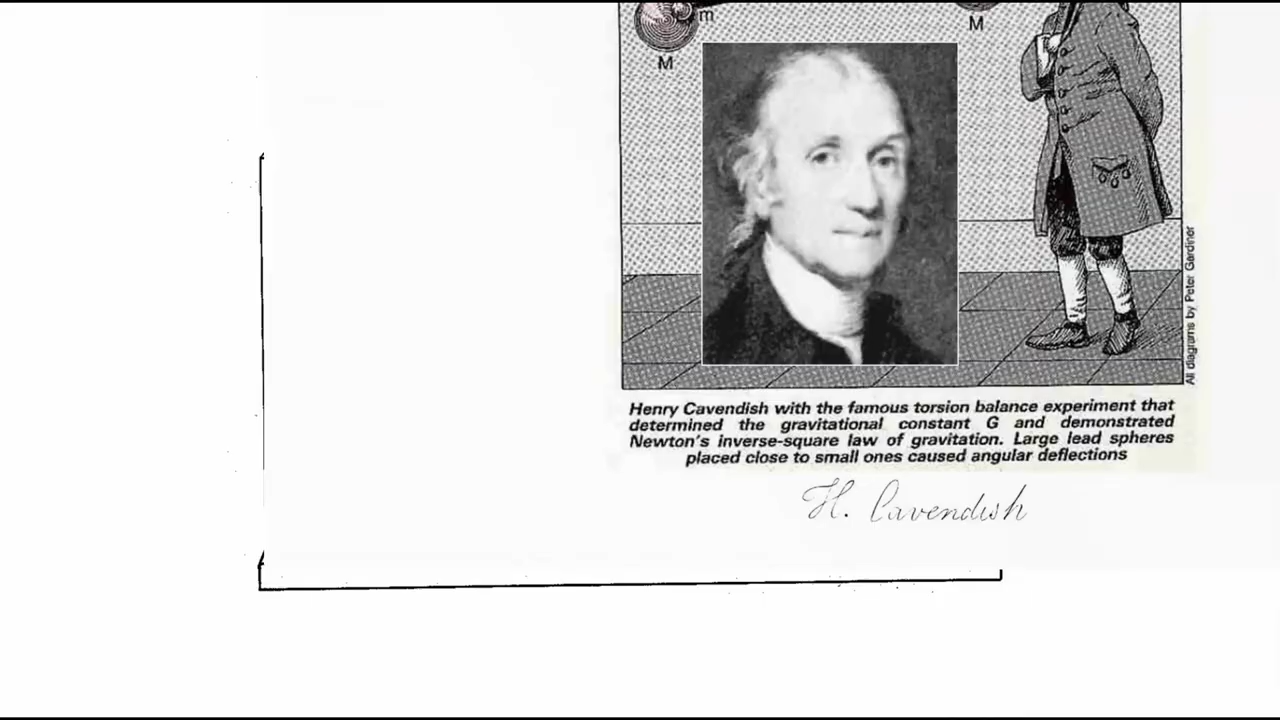 m
M
M
All diagrams by Peter Gardiner
Henry Cavendish with the famous torsion balance experiment that
determined the gravitational constant G and demonstrated
Newton's inverse-square law of gravitation. Large lead spheres
placed close to small ones caused angular deflections
H. Cavendish